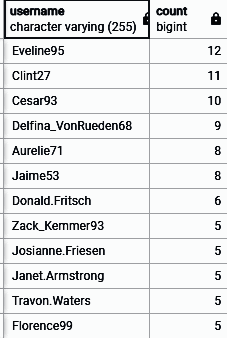 username count
character varying (255) bigint
Eveline95 12
Clint27 11
Cesar93 10
Delfina_VonRueden68 9
Aurelie71 8
Jaime53 8
Donald.Fritsch 6
Zack_Kemmer93 5
Josianne.Friesen 5
Janet.Armstrong 5
Travon.Waters 5
Florence99 5